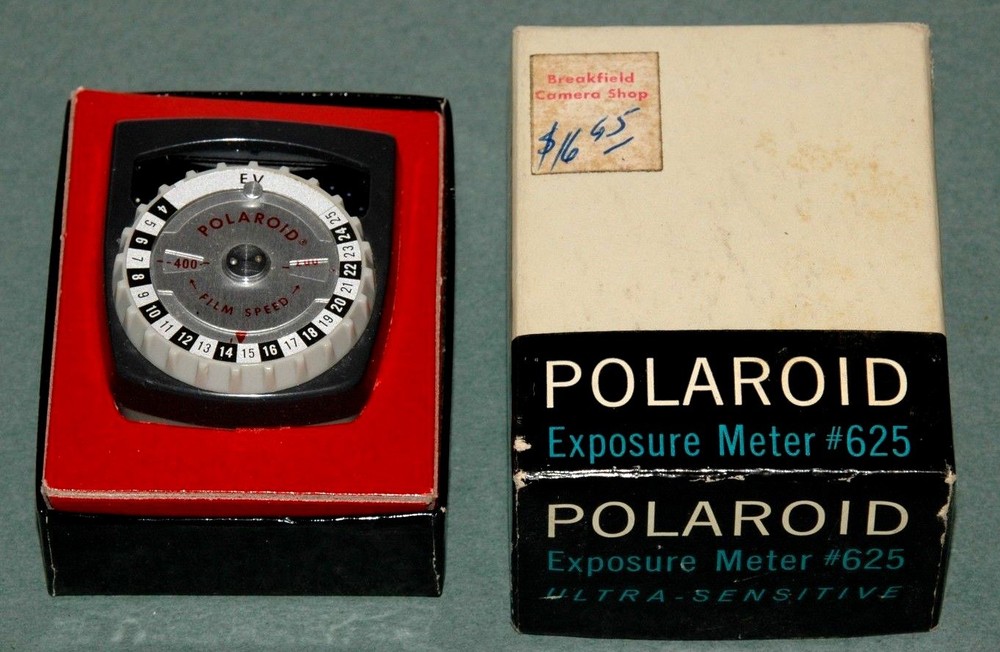 EV
POLAROID®
400
FILM SPEED
4 5 6 7 8 9 10 11 12 13 14 15 16 17 18 19 20 21 22 23 24 25
Breakfield
Camera Shop
$16 95
POLAROID
Exposure Meter #625
POLAROID
Exposure Meter #625
ULTRA-SENSITIVE